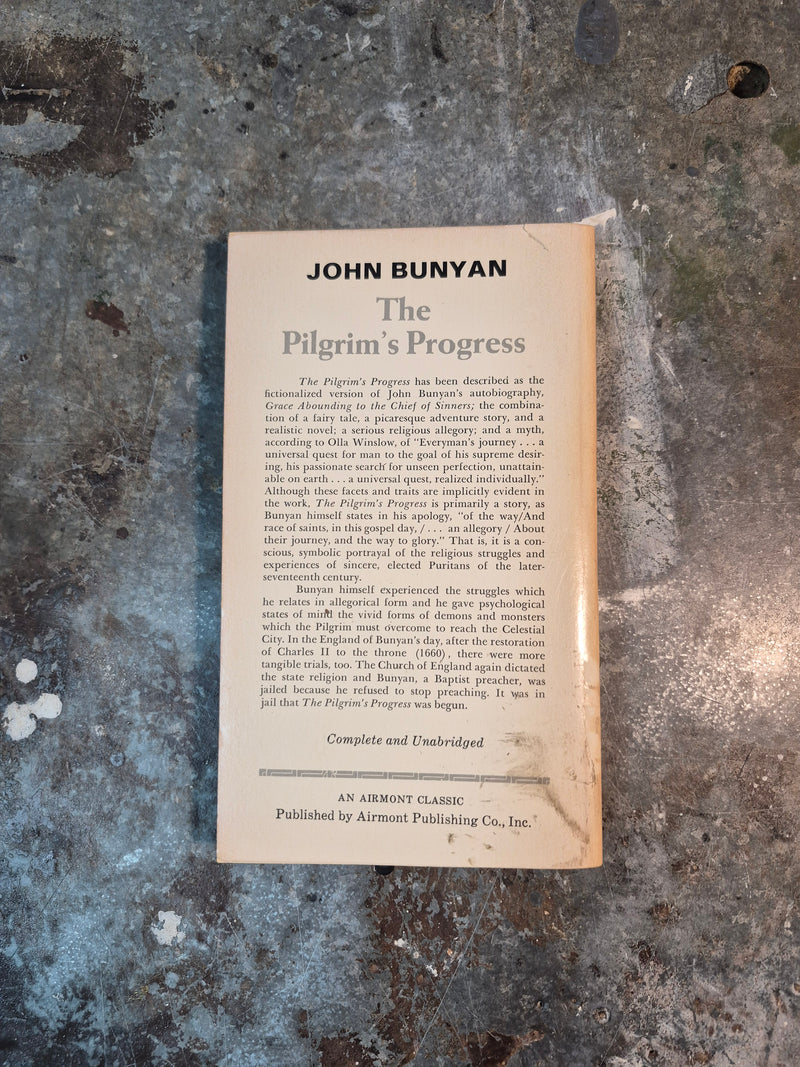 JOHN BUNYAN
The
Pilgrim's Progress
The Pilgrim's Progress has been described as the
fictionalized version of John Bunyan's autobiography,
Grace Abounding to the Chief of Sinners; the combina-
tion of a fairy tale, a picaresque adventure story, and a
realistic novel; a serious religious allegory; and a myth,
according to Olla Winslow, of "Everyman's journey . . . a
universal quest for man to the goal of his supreme desir-
ing, his passionate search for unseen perfection, unattain-
able on earth . . . a universal quest, realized individually."
Although these facets and traits are implicitly evident in
the work, The Pilgrim's Progress is primarily a story, as
Bunyan himself states in his apology, "of the way/And
race of saints, in this gospel day, / . . . an allegory / About
their journey, and the way to glory." That is, it is a con-
scious, symbolic portrayal of the religious struggles and
experiences of sincere, elected Puritans of the later-
seventeenth century.
Bunyan himself experienced the struggles which
he relates in allegorical form and he gave psychological
states of mind the vivid forms of demons and monsters
which the Pilgrim must overcome to reach the Celestial
City. In the England of Bunyan's day, after the restoration
of Charles II to the throne (1660), there were more
tangible trials, too. The Church of England again dictated
the state religion and Bunyan, a Baptist preacher, was
jailed because he refused to stop preaching. It was in
jail that The Pilgrim's Progress was begun.
Complete and Unabridged
AN AIRMONT CLASSIC
Published by Airmont Publishing Co., Inc.